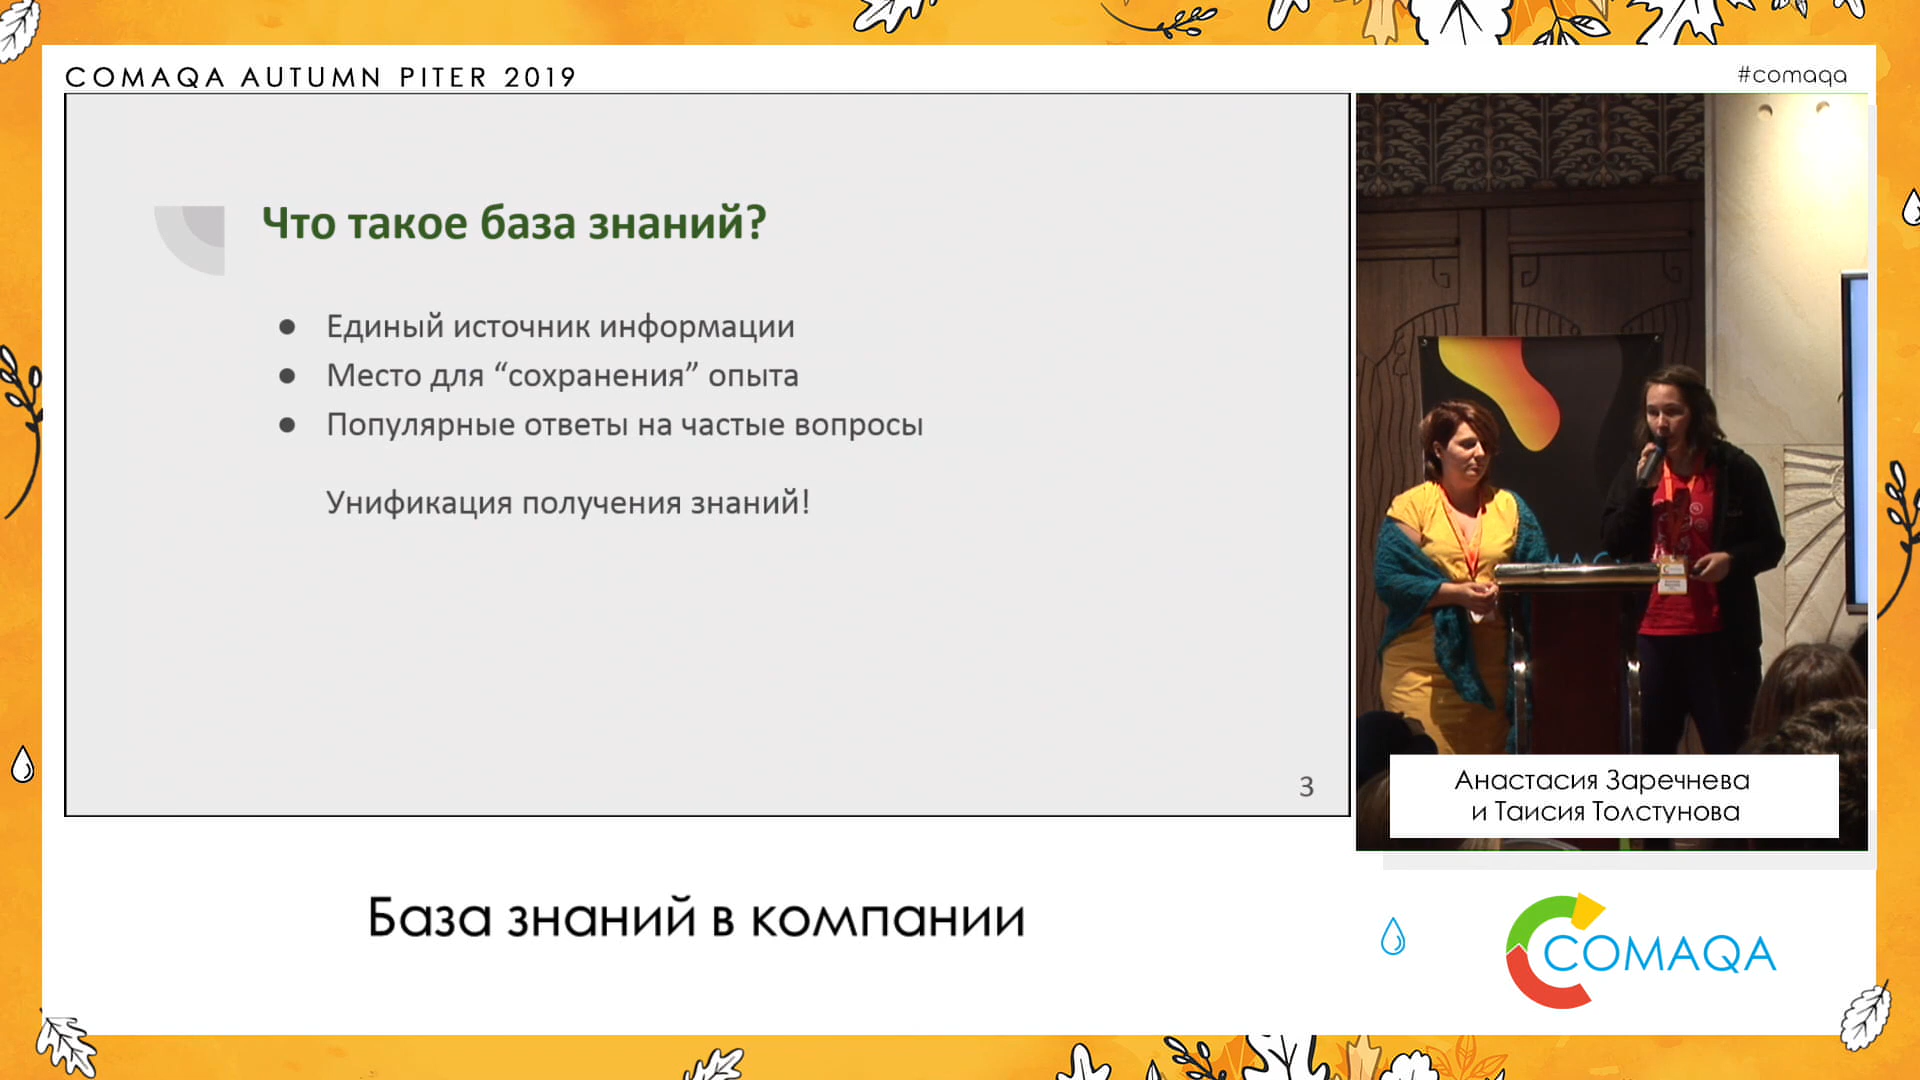 COMAQA AUTUMN PITER 2019
#comaqa
Что такое база знаний?
● Единый источник информации
● Место для “сохранения” опыта
● Популярные ответы на частые вопросы
Унификация получения знаний!
3
Анастасия Заречнева
и Таисия Толстунова
База знаний в компании
COMAQA